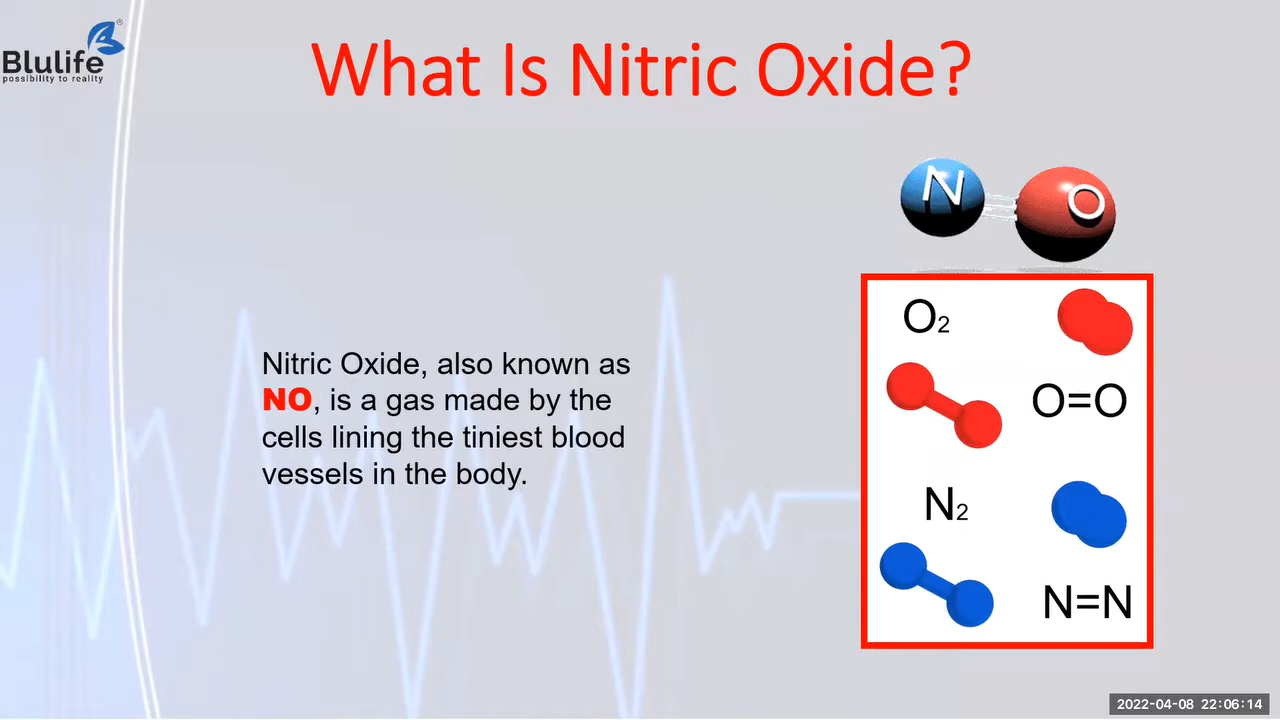 Blulife®
possibility to reality
What Is Nitric Oxide?
N O
Nitric Oxide, also known as
NO, is a gas made by the
cells lining the tiniest blood
vessels in the body.
O2
O=O
N2
N=N
2022-04-08 22:06:14